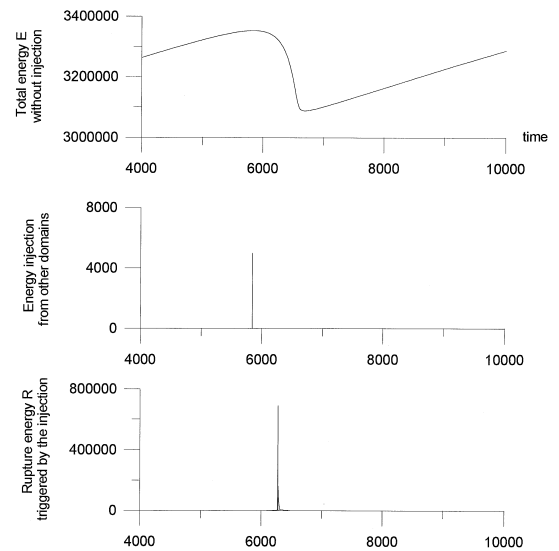 Total energy E
without injection
3400000
3200000
3000000
time
4000 6000 8000 10000
Energy injection
from other domains
8000
4000
0
4000 6000 8000 10000
Rupture energy R
triggered by the injection
800000
400000
0
4000 6000 8000 10000